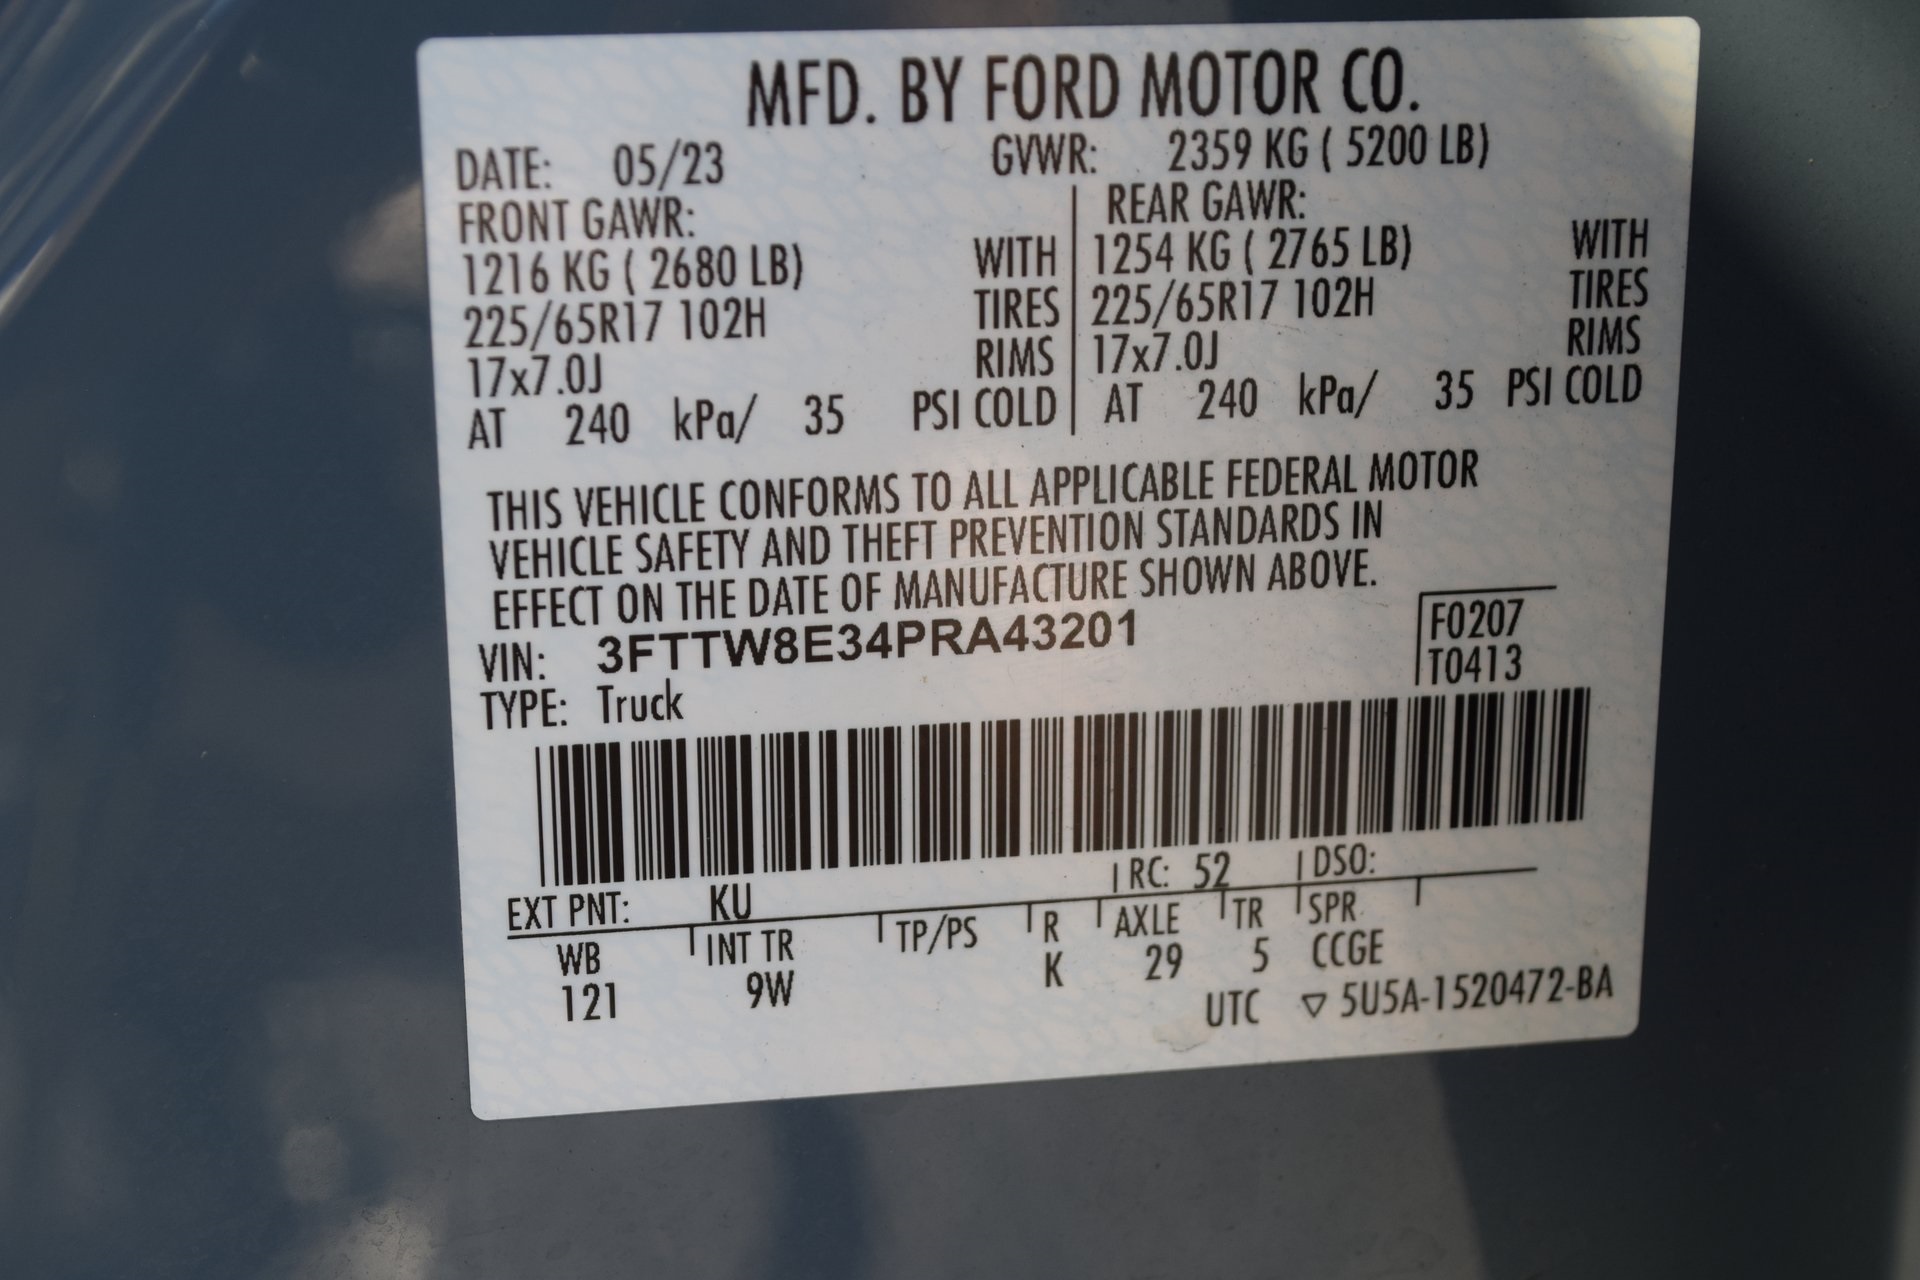 MFD. BY FORD MOTOR CO.
DATE: 05/23 GVWR: 2359 KG ( 5200 LB)
FRONT GAWR: REAR GAWR:
1216 KG ( 2680 LB) WITH 1254 KG ( 2765 LB) WITH
225/65R17 102H TIRES 225/65R17 102H TIRES
17x7.0J RIMS 17x7.0J RIMS
AT 240 kPa/ 35 PSI COLD AT 240 kPa/ 35 PSI COLD
THIS VEHICLE CONFORMS TO ALL APPLICABLE FEDERAL MOTOR
VEHICLE SAFETY AND THEFT PREVENTION STANDARDS IN
EFFECT ON THE DATE OF MANUFACTURE SHOWN ABOVE.
VIN: 3FTTW8E34PRA43201 F0207
TYPE: Truck T0413
EXT PNT: KU RC: 52 DSO:
WB INT TR TP/PS R AXLE TR SPR
121 9W K 29 5 CCGE
UTC ▽ 5U5A-1520472-BA